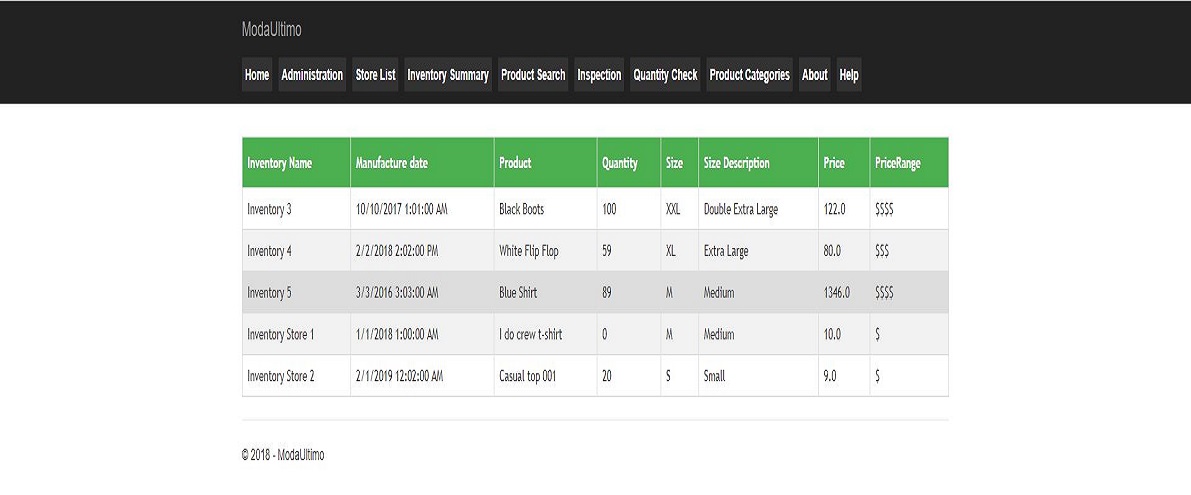 ModaUltimo
Home Administration Store List Inventory Summary Product Search Inspection Quantity Check Product Categories About Help
Inventory Name Manufacture date Product Quantity Size Size Description Price PriceRange
Inventory 3 10/10/2017 1:01:00 AM Black Boots 100 XXL Double Extra Large 122.0 $$$$
Inventory 4 2/2/2018 2:02:00 PM White Flip Flop 59 XL Extra Large 80.0 $$$
Inventory 5 3/3/2016 3:03:00 AM Blue Shirt 89 M Medium 1346.0 $$$$
Inventory Store 1 1/1/2018 1:00:00 AM I do crew t-shirt 0 M Medium 10.0 $
Inventory Store 2 2/1/2019 12:02:00 AM Casual top 001 20 S Small 9.0 $
© 2018 - ModaUltimo